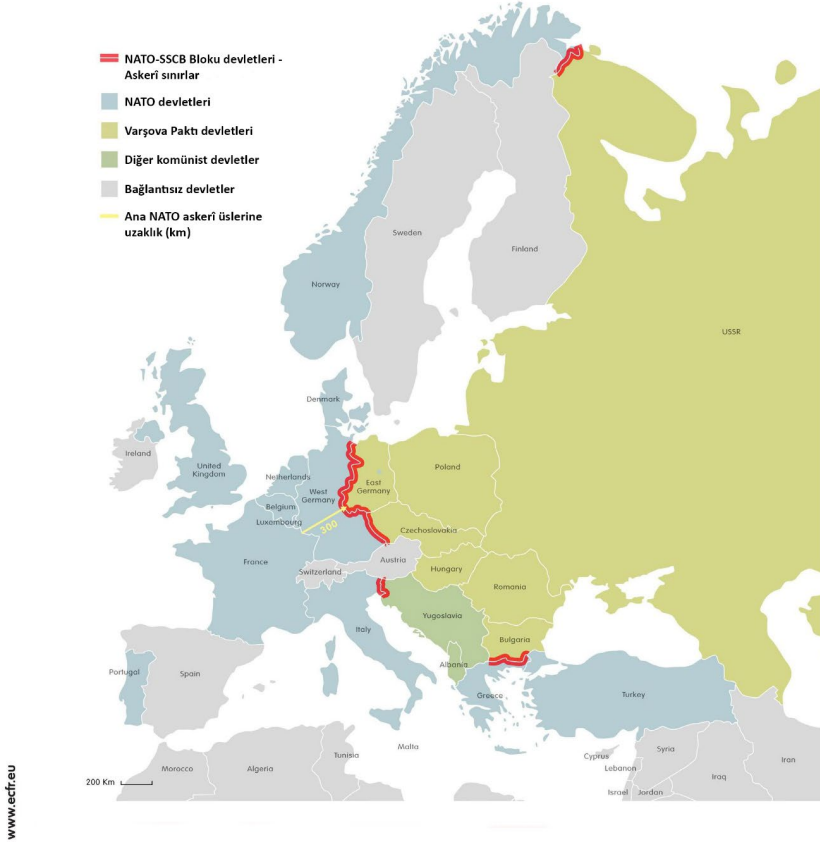 NATO-SSCB Bloku devletleri -
Askerî sınırlar
NATO devletleri
Varşova Paktı devletleri
Diğer komünist devletler
Bağlantısız devletler
Ana NATO askerî üslerine
uzaklık (km)
Sweden
Finland
Norway
USSR
Denmark
Ireland
United
Kingdom
Netherlands
West
Germany
East
Germany
Poland
Belgium
Luxembourg
300
Czechoslovakia
France
Switzerland
Austria
Hungary
Romania
Yugoslavia
Italy
Bulgaria
Albania
Portugal
Spain
Greece
Turkey
Malta
Tunisia
Morocco
Algeria
Cyprus
Syria
Lebanon
Iraq
Iran
Israel
Jordan
200 Km
www.ecfr.eu